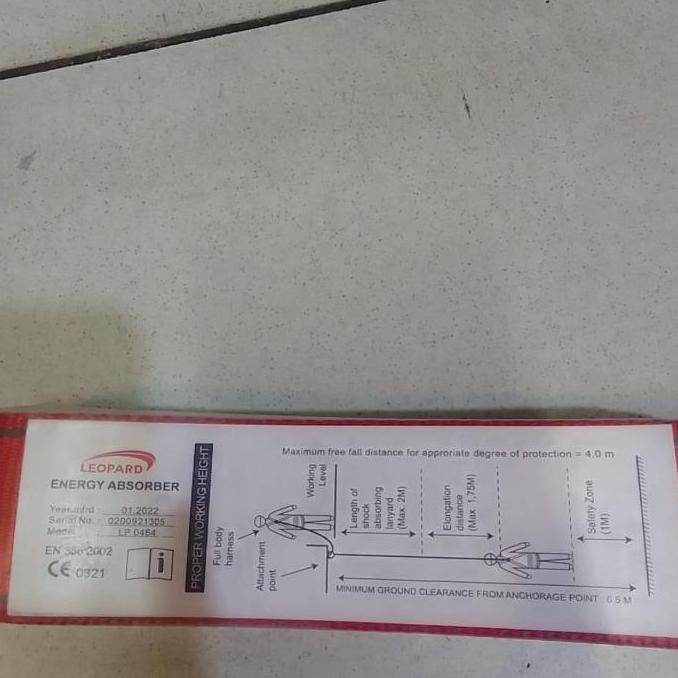 LEOPARD
ENERGY ABSORBER
Year mfrd : 01.2022
Serial No. : 0200921305
Model : LP 0464
EN 355:2002
CE 0321
i
PROPER WORKING HEIGHT
Full body
harness
Attachment
point
Working
Level
Maximum free fall distance for approriate degree of protection = 4,0 m
Length of
shock
absorbing
lanyard
(Max. 2M)
Elongation
distance
(Max. 1,75M)
Safety Zone
(1M)
MINIMUM GROUND CLEARANCE FROM ANCHORAGE POINT : 6.5 M